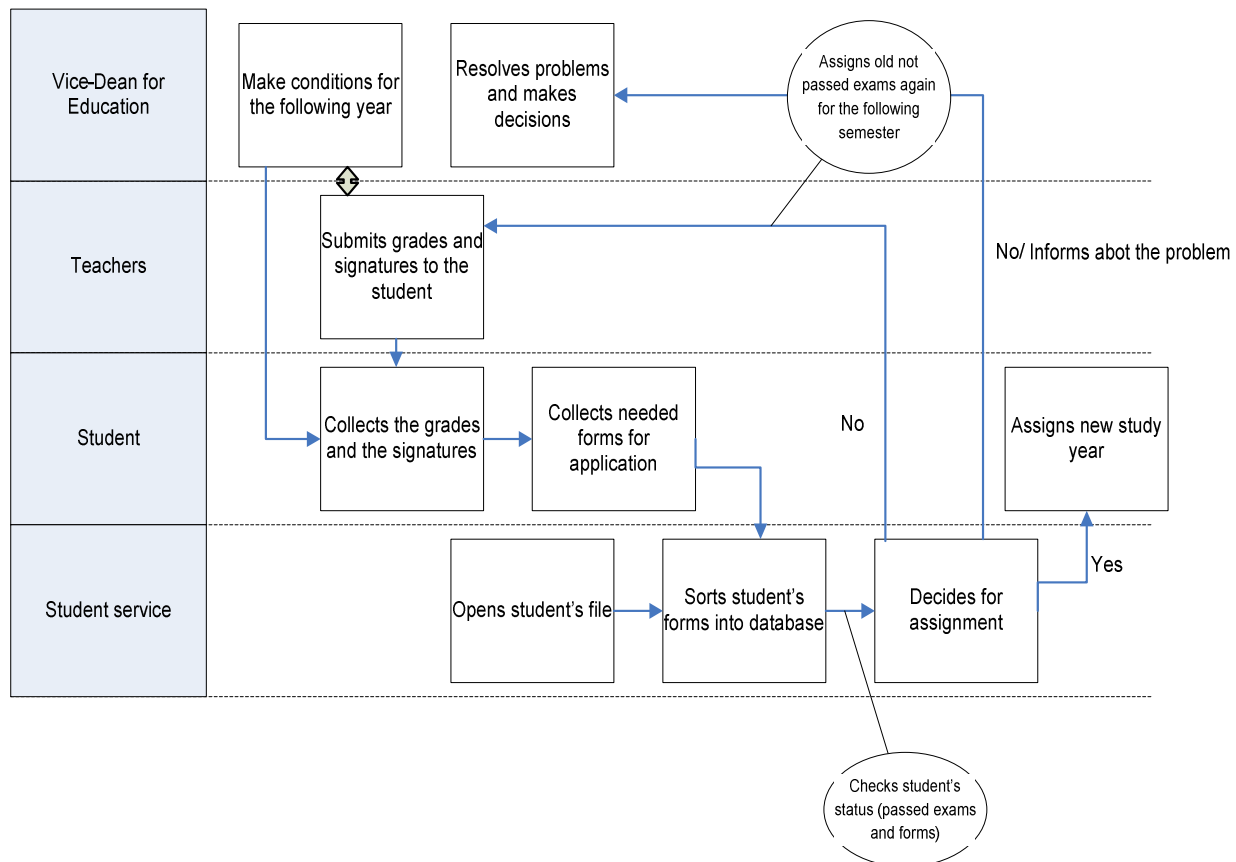 Vice-Dean for
Education
Make conditions for
the following year
Resolves problems
and makes
decisions
Assigns old not
passed exams again
for the following
semester
Teachers
Submits grades and
signatures to the
student
No/ Informs abot the problem
Student
Collects the grades
and the signatures
Collects needed
forms for
application
No
Assigns new study
year
Student service
Opens student's file
Sorts student's
forms into database
Decides for
assignment
Yes
Checks student's
status (passed exams
and forms)